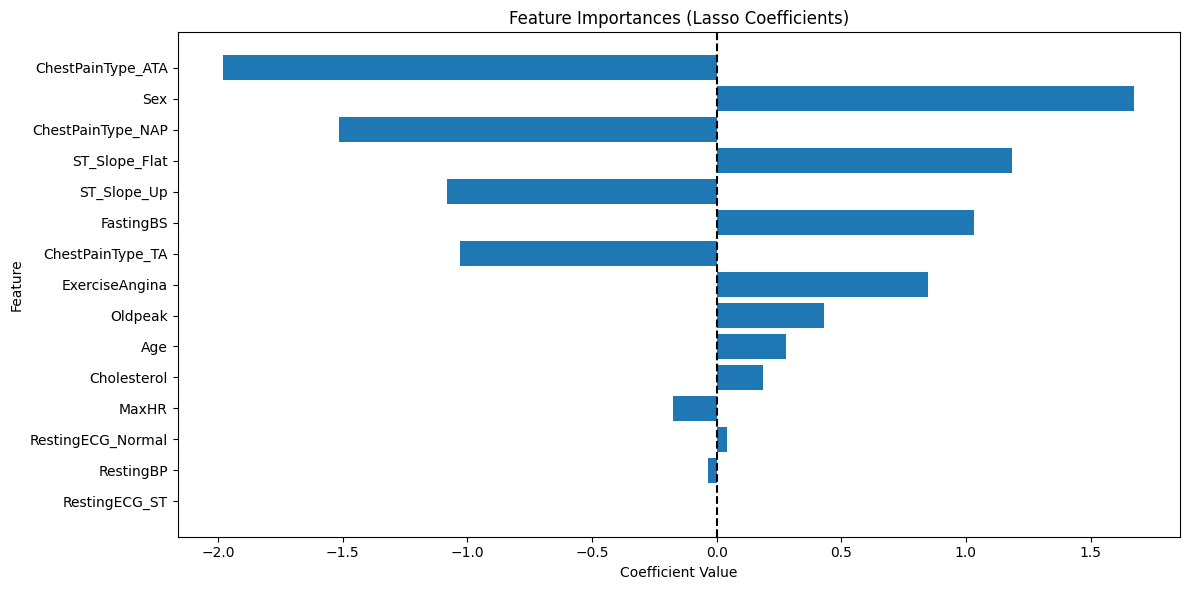 Feature Importances (Lasso Coefficients)
Feature
ChestPainType_ATA
Sex
ChestPainType_NAP
ST_Slope_Flat
ST_Slope_Up
FastingBS
ChestPainType_TA
ExerciseAngina
Oldpeak
Age
Cholesterol
MaxHR
RestingECG_Normal
RestingBP
RestingECG_ST
−2.0 −1.5 −1.0 −0.5 0.0 0.5 1.0 1.5
Coefficient Value